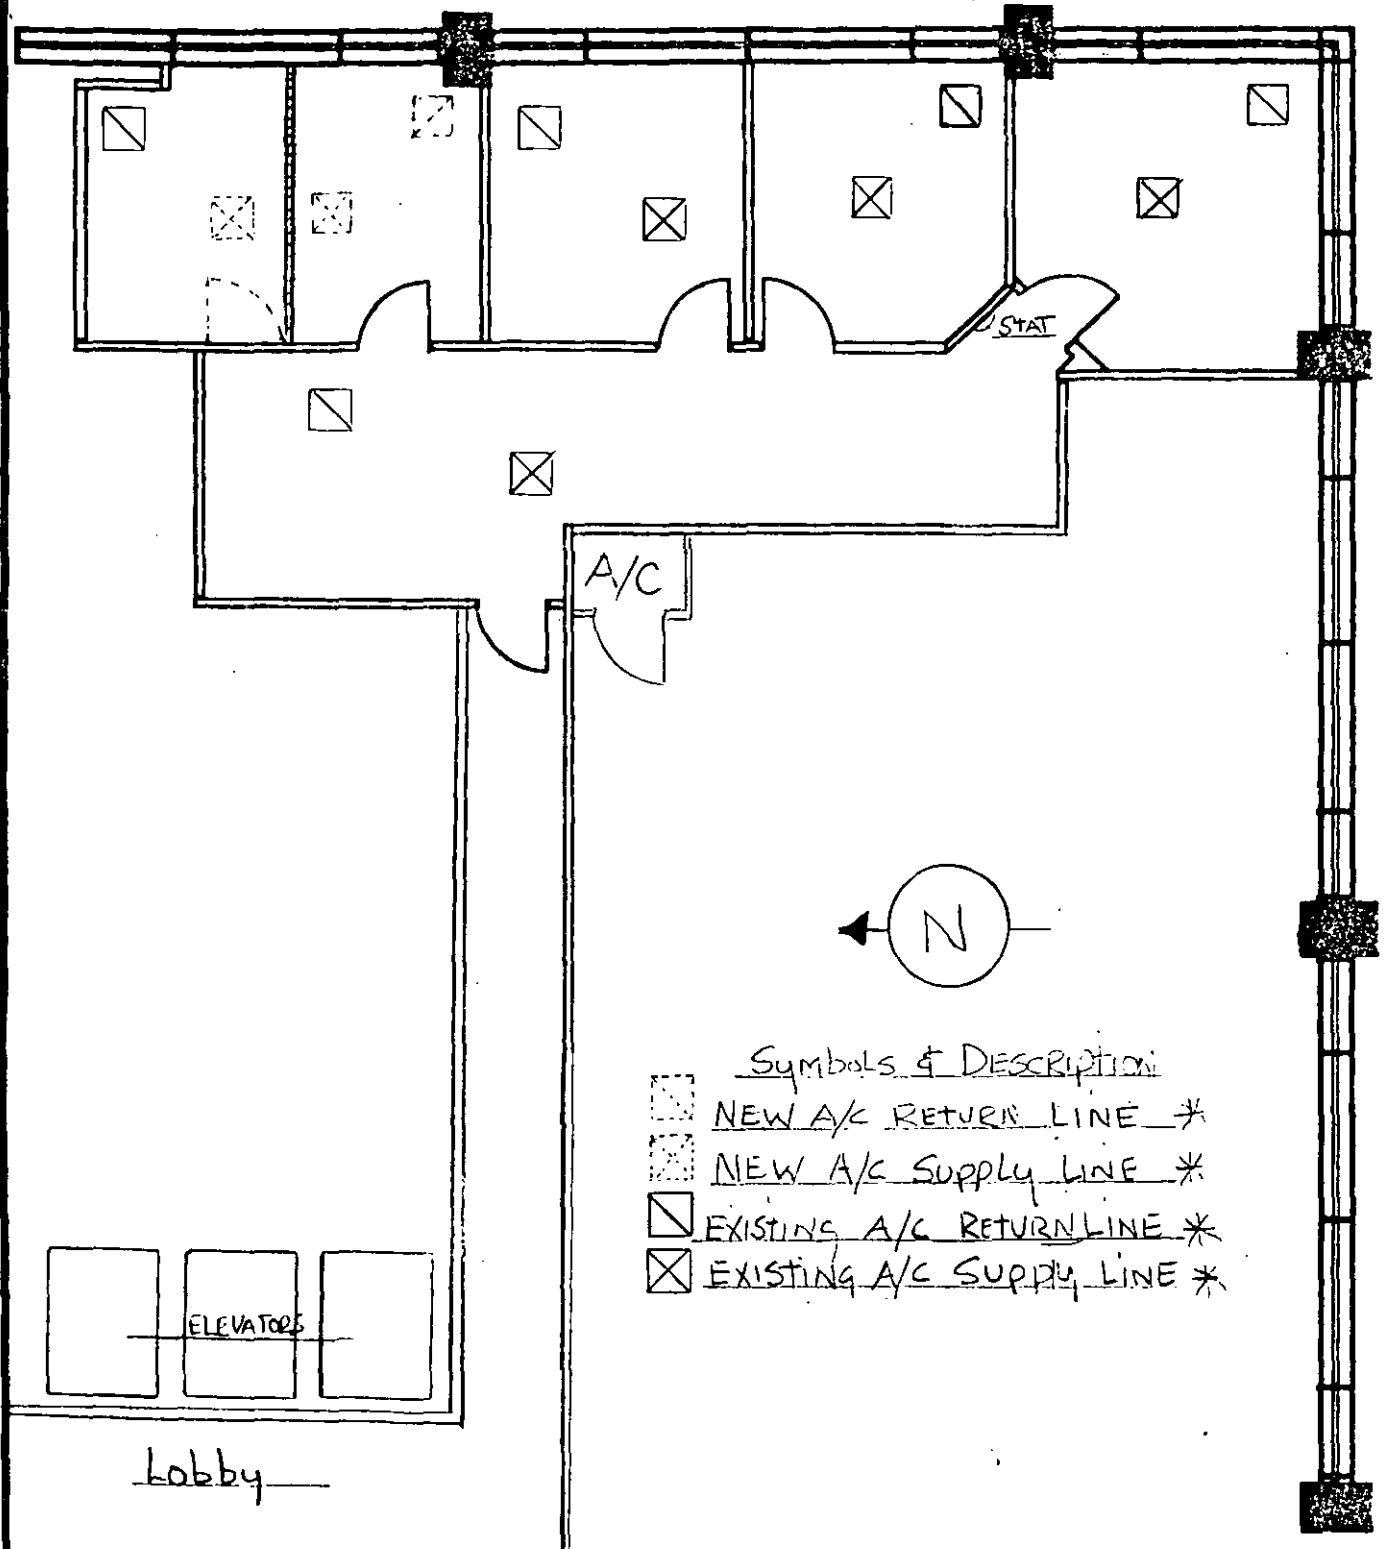 STAT
A/C
N
Symbols & DESCRIPtion
NEW A/C RETURN LINE *
NEW A/C Supply LINE *
EXISTING A/C RETURN LINE *
EXISTING A/C Supply LINE *
ELEVATORS
Lobby